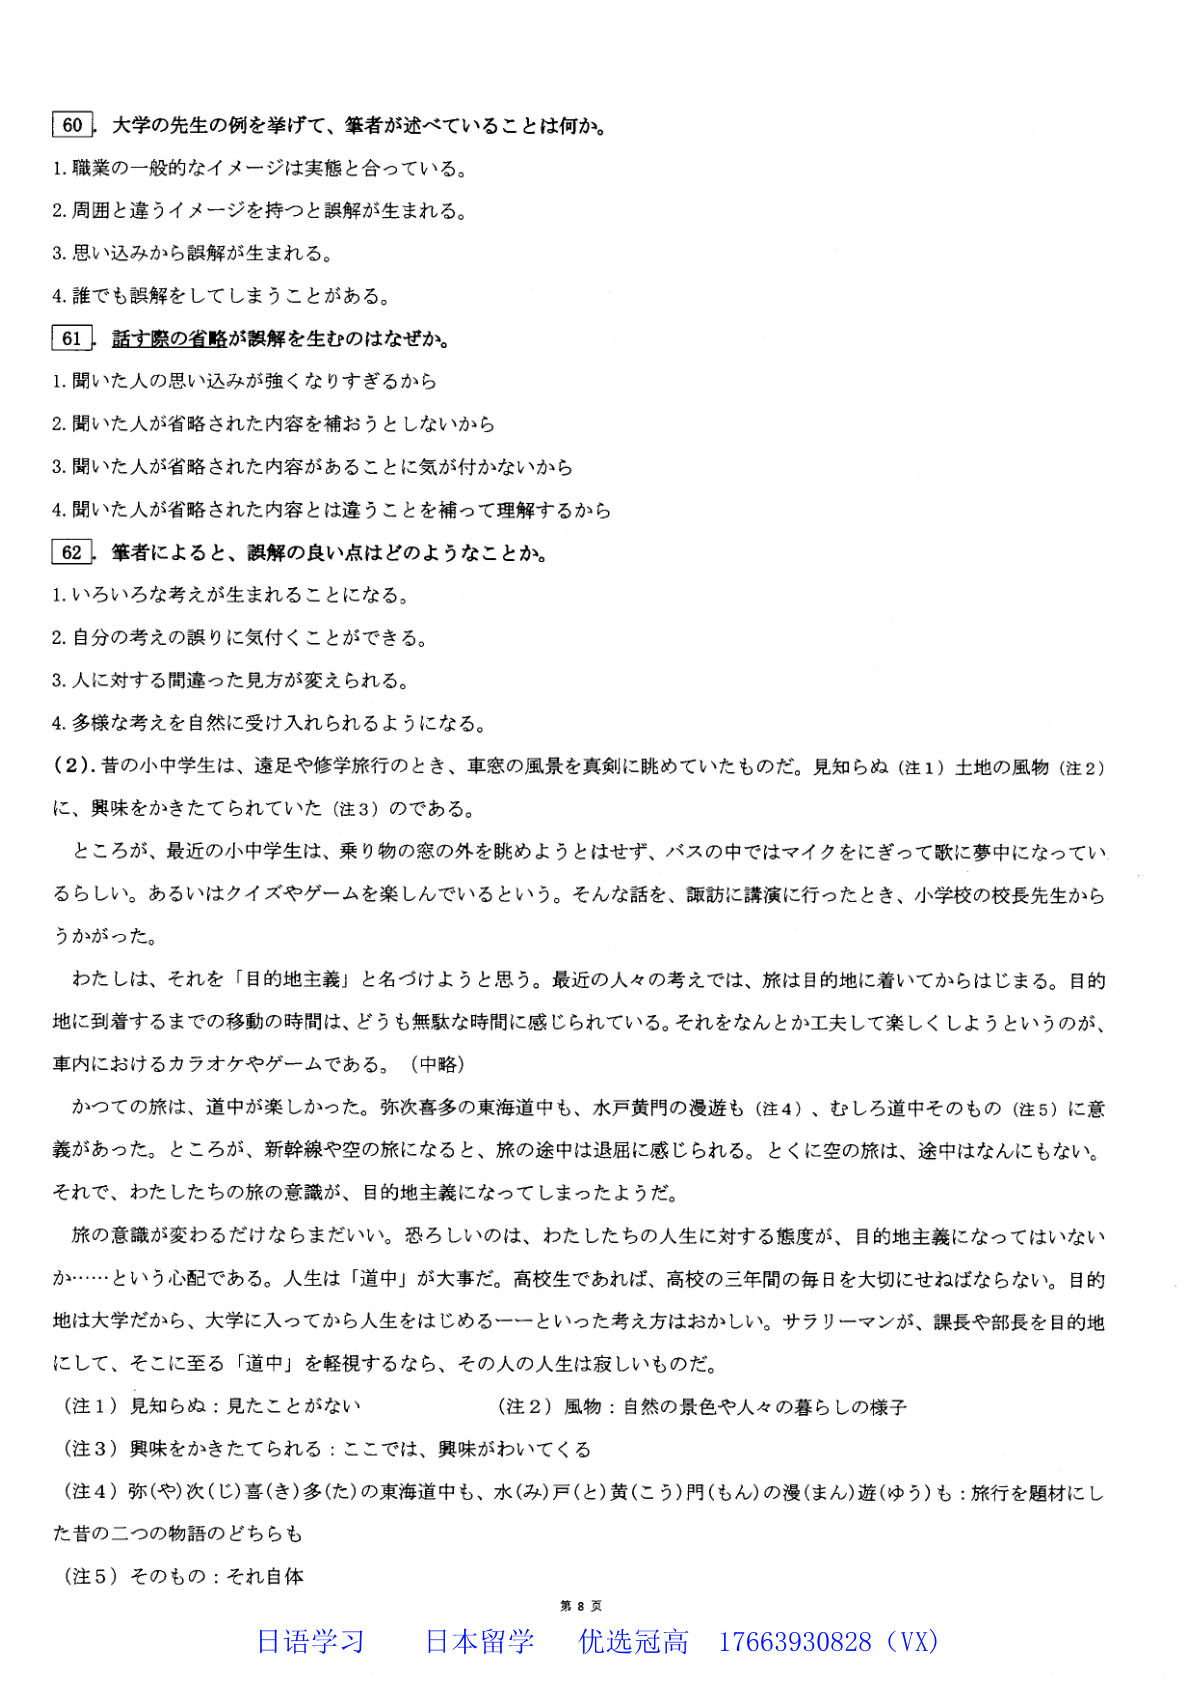 60．大学の先生の例を挙げて、筆者が述べていることは何か。
1. 職業の一般的なイメージは実態と合っている。
2. 周囲と違うイメージを持つと誤解が生まれる。
3. 思い込みから誤解が生まれる。
4. 誰でも誤解をしてしまうことがある。
61．話す際の省略が誤解を生むのはなぜか。
1. 聞いた人の思い込みが強くなりすぎるから
2. 聞いた人が省略された内容を補おうとしないから
3. 聞いた人が省略された内容があることに気が付かないから
4. 聞いた人が省略された内容とは違うことを補って理解するから
62．筆者によると、誤解の良い点はどのようなことか。
1. いろいろな考えが生まれることになる。
2. 自分の考えの誤りに気付くことができる。
3. 人に対する間違った見方が変えられる。
4. 多様な考えを自然に受け入れられるようになる。
（2）. 昔の小中学生は、遠足や修学旅行のとき、車窓の風景を真剣に眺めていたものだ。見知らぬ（注1）土地の風物（注2）
に、興味をかきたてられていた（注3）のである。
ところが、最近の小中学生は、乗り物の窓の外を眺めようとはせず、バスの中ではマイクをにぎって歌に夢中になってい
るらしい。あるいはクイズやゲームを楽しんでいるという。そんな話を、諏訪に講演に行ったとき、小学校の校長先生から
うかがった。
わたしは、それを「目的地主義」と名づけようと思う。最近の人々の考えでは、旅は目的地に着いてからはじまる。目的
地に到着するまでの移動の時間は、どうも無駄な時間に感じられている。それをなんとか工夫して楽しくしようというのが、
車内におけるカラオケやゲームである。（中略）
かつての旅は、道中が楽しかった。弥次喜多の東海道中も、水戸黄門の漫遊も（注4）、むしろ道中そのもの（注5）に意
義があった。ところが、新幹線や空の旅になると、旅の途中は退屈に感じられる。とくに空の旅は、途中はなんにもない。
それで、わたしたちの旅の意識が、目的地主義になってしまったようだ。
旅の意識が変わるだけならまだいい。恐ろしいのは、わたしたちの人生に対する態度が、目的地主義になってはいない
か……という心配である。人生は「道中」が大事だ。高校生であれば、高校の三年間の毎日を大切にせねばならない。目的
地は大学だから、大学に入ってから人生をはじめるーーといった考え方はおかしい。サラリーマンが、課長や部長を目的地
にして、そこに至る「道中」を軽視するなら、その人の人生は寂しいものだ。
（注1）見知らぬ：見たことがない　（注2）風物：自然の景色や人々の暮らしの様子
（注3）興味をかきたてられる：ここでは、興味がわいてくる
（注4）弥(や)次(じ)喜(き)多(た)の東海道中も、水(み)戸(と)黄(こう)門(もん)の漫(まん)遊(ゆう)も：旅行を題材にし
た昔の二つの物語のどちらも
（注5）そのもの：それ自体
第 8 页
日语学习　日本留学　优选冠高　17663930828（VX)